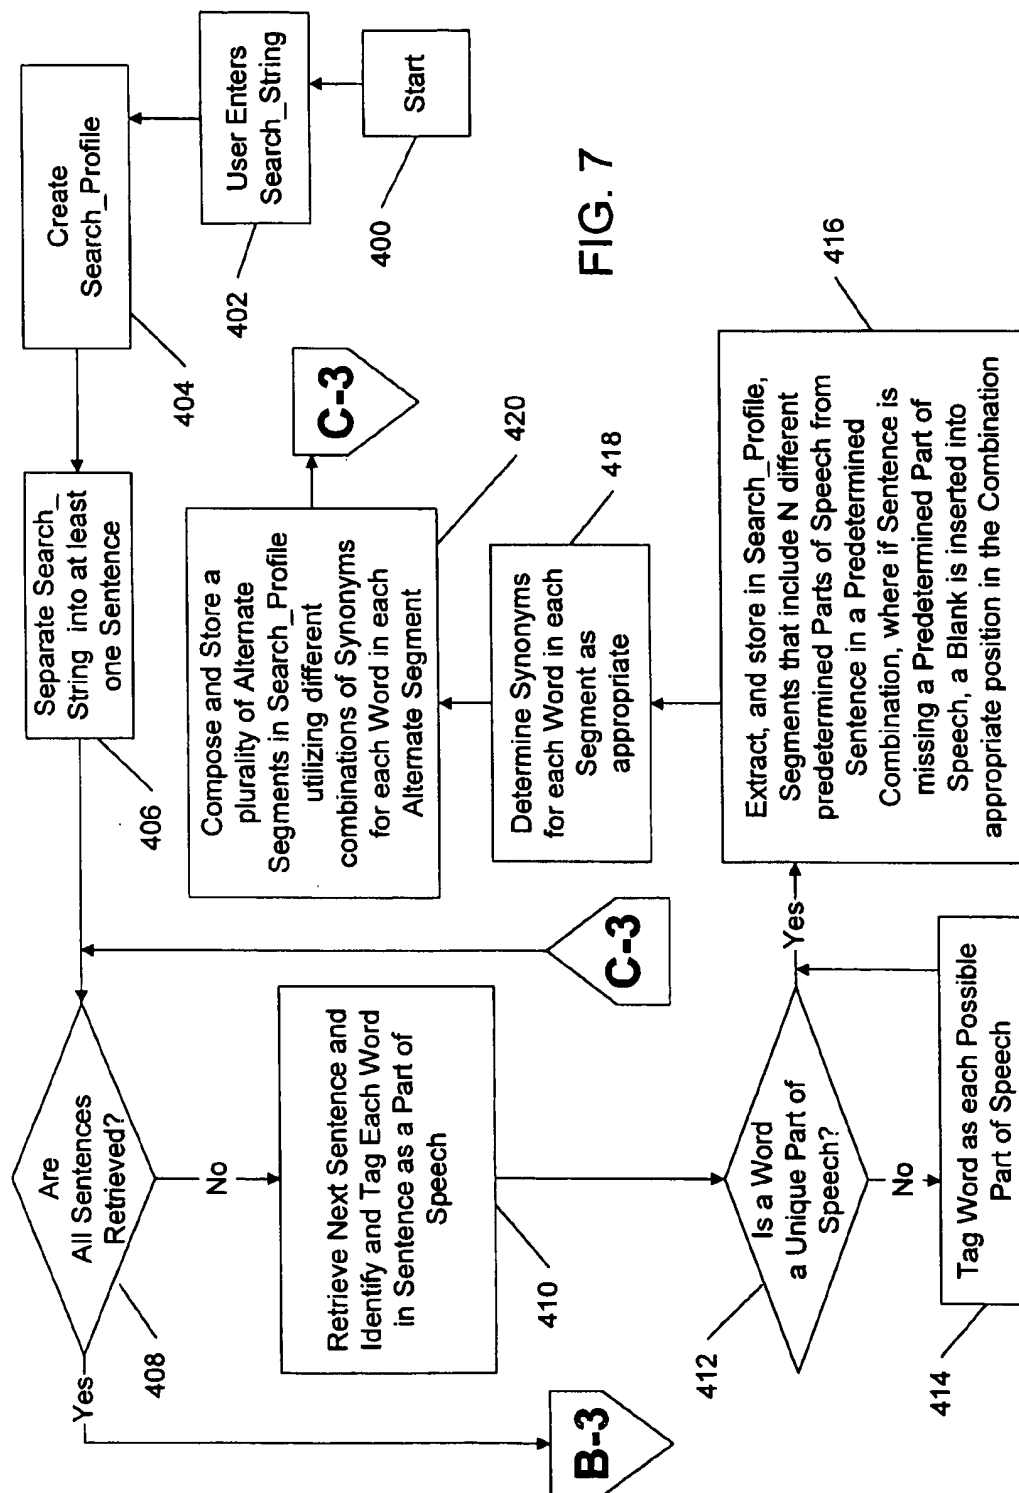 Start
400
User Enters
Search_String
402
Create
Search_Profile
404
Separate Search_
String into at least
one Sentence
406
Are
All Sentences
Retrieved?
408
Yes
B-3
No
Retrieve Next Sentence and
Identify and Tag Each Word
in Sentence as a Part of
Speech
410
Is a Word
a Unique Part of
Speech?
412
No
Tag Word as each Possible
Part of Speech
414
Yes
Extract, and store in Search_Profile,
Segments that include N different
predetermined Parts of Speech from
Sentence in a Predetermined
Combination, where if Sentence is
missing a Predetermined Part of
Speech, a Blank is inserted into
appropriate position in the Combination
416
Determine Synonyms
for each Word in each
Segment as
appropriate
418
Compose and Store a
plurality of Alternate
Segments in Search_Profile
utilizing different
combinations of Synonyms
for each Word in each
Alternate Segment
420
C-3
C-3
FIG. 7